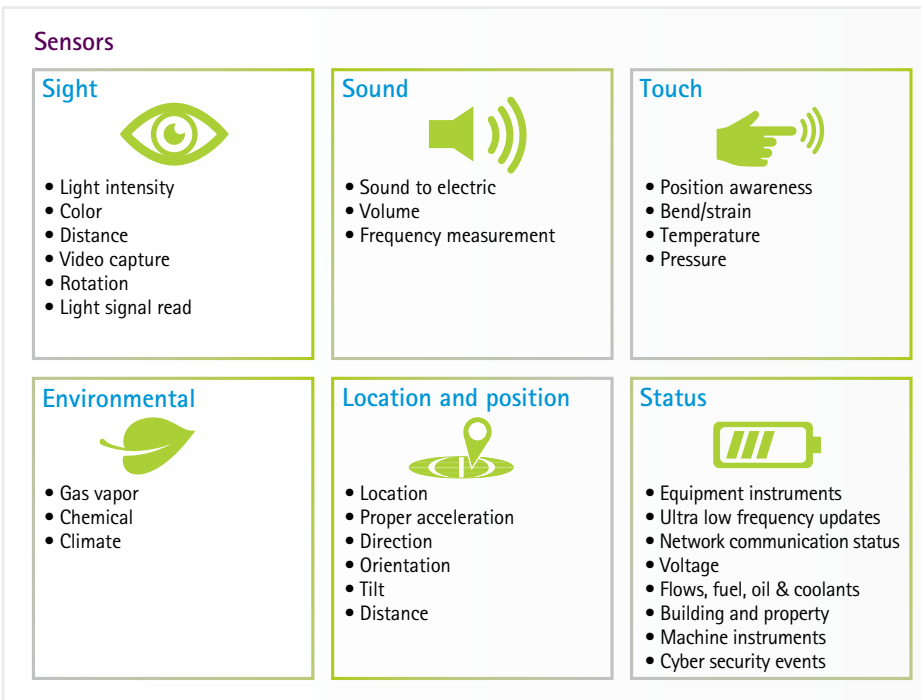 Sensors
Sight
• Light intensity
• Color
• Distance
• Video capture
• Rotation
• Light signal read
Sound
• Sound to electric
• Volume
• Frequency measurement
Touch
• Position awareness
• Bend/strain
• Temperature
• Pressure
Environmental
• Gas vapor
• Chemical
• Climate
Location and position
• Location
• Proper acceleration
• Direction
• Orientation
• Tilt
• Distance
Status
• Equipment instruments
• Ultra low frequency updates
• Network communication status
• Voltage
• Flows, fuel, oil & coolants
• Building and property
• Machine instruments
• Cyber security events